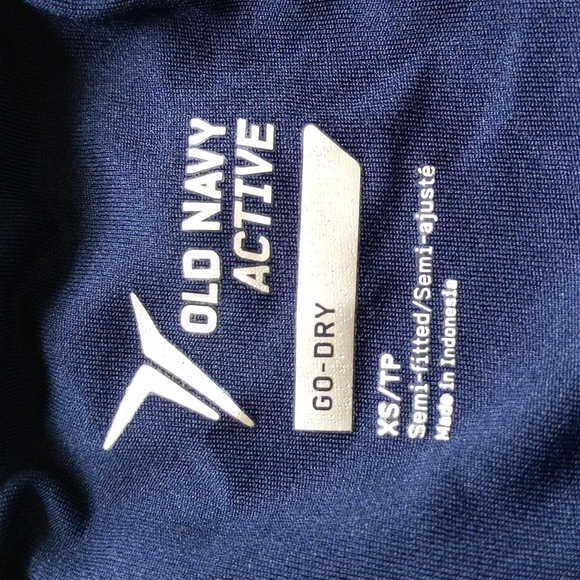 OLD NAVY
ACTIVE
GO-DRY
XS/TP
Semi-fitted/Semi-ajusté
Made in Indonesia